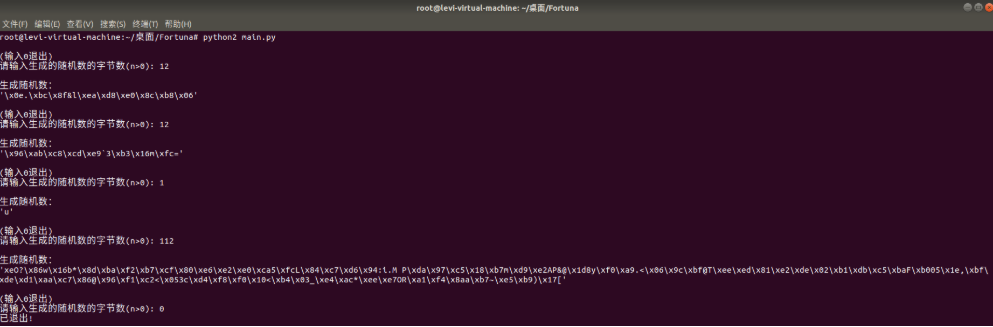 root@levi-virtual-machine: ~/桌面/Fortuna
文件(F) 编辑(E) 查看(V) 搜索(S) 终端(T) 帮助(H)
root@levi-virtual-machine:~/桌面/Fortuna# python2 main.py
(输入0退出)
请输入生成的随机数的字节数(n>0): 12
生成随机数:
'\x0e.\xbc\x8f&l\xea\xd8\xe0\x8c\xb8\x06'
(输入0退出)
请输入生成的随机数的字节数(n>0): 12
生成随机数:
'\x96\xab\xc8\xcd\xe9`3\xb3\x16m\xfc='
(输入0退出)
请输入生成的随机数的字节数(n>0): 1
生成随机数:
'u'
(输入0退出)
请输入生成的随机数的字节数(n>0): 112
生成随机数:
'xeO?\x86w\x16b*\x8d\xba\xf2\xb7\xcf\x80\xe6\xe2\xe0\xca5\xfcL\x84\xc7\xd6\x94:l.M P\xda\x97\xc5\x18\xb7m\xd9\xe2AP&@\x1d8y\xf0\xa9.<\x06\x9c\xbf@T\xee\xed\x81\xe2\xde\x02\xb1\xdb\xc5\xbaF\xb005\x1e,\xbf\
xde\xd1\xaa\xc7\x86@\x96\xf1\xc2<\x053c\xd4\xf8\xf0\x10<\xb4\x03_\xe4\xac*\xee\xe7OR\xa1\xf4\x8aa\xb7~\xe5\xb9)\x17['
(输入0退出)
请输入生成的随机数的字节数(n>0): 0
已退出!